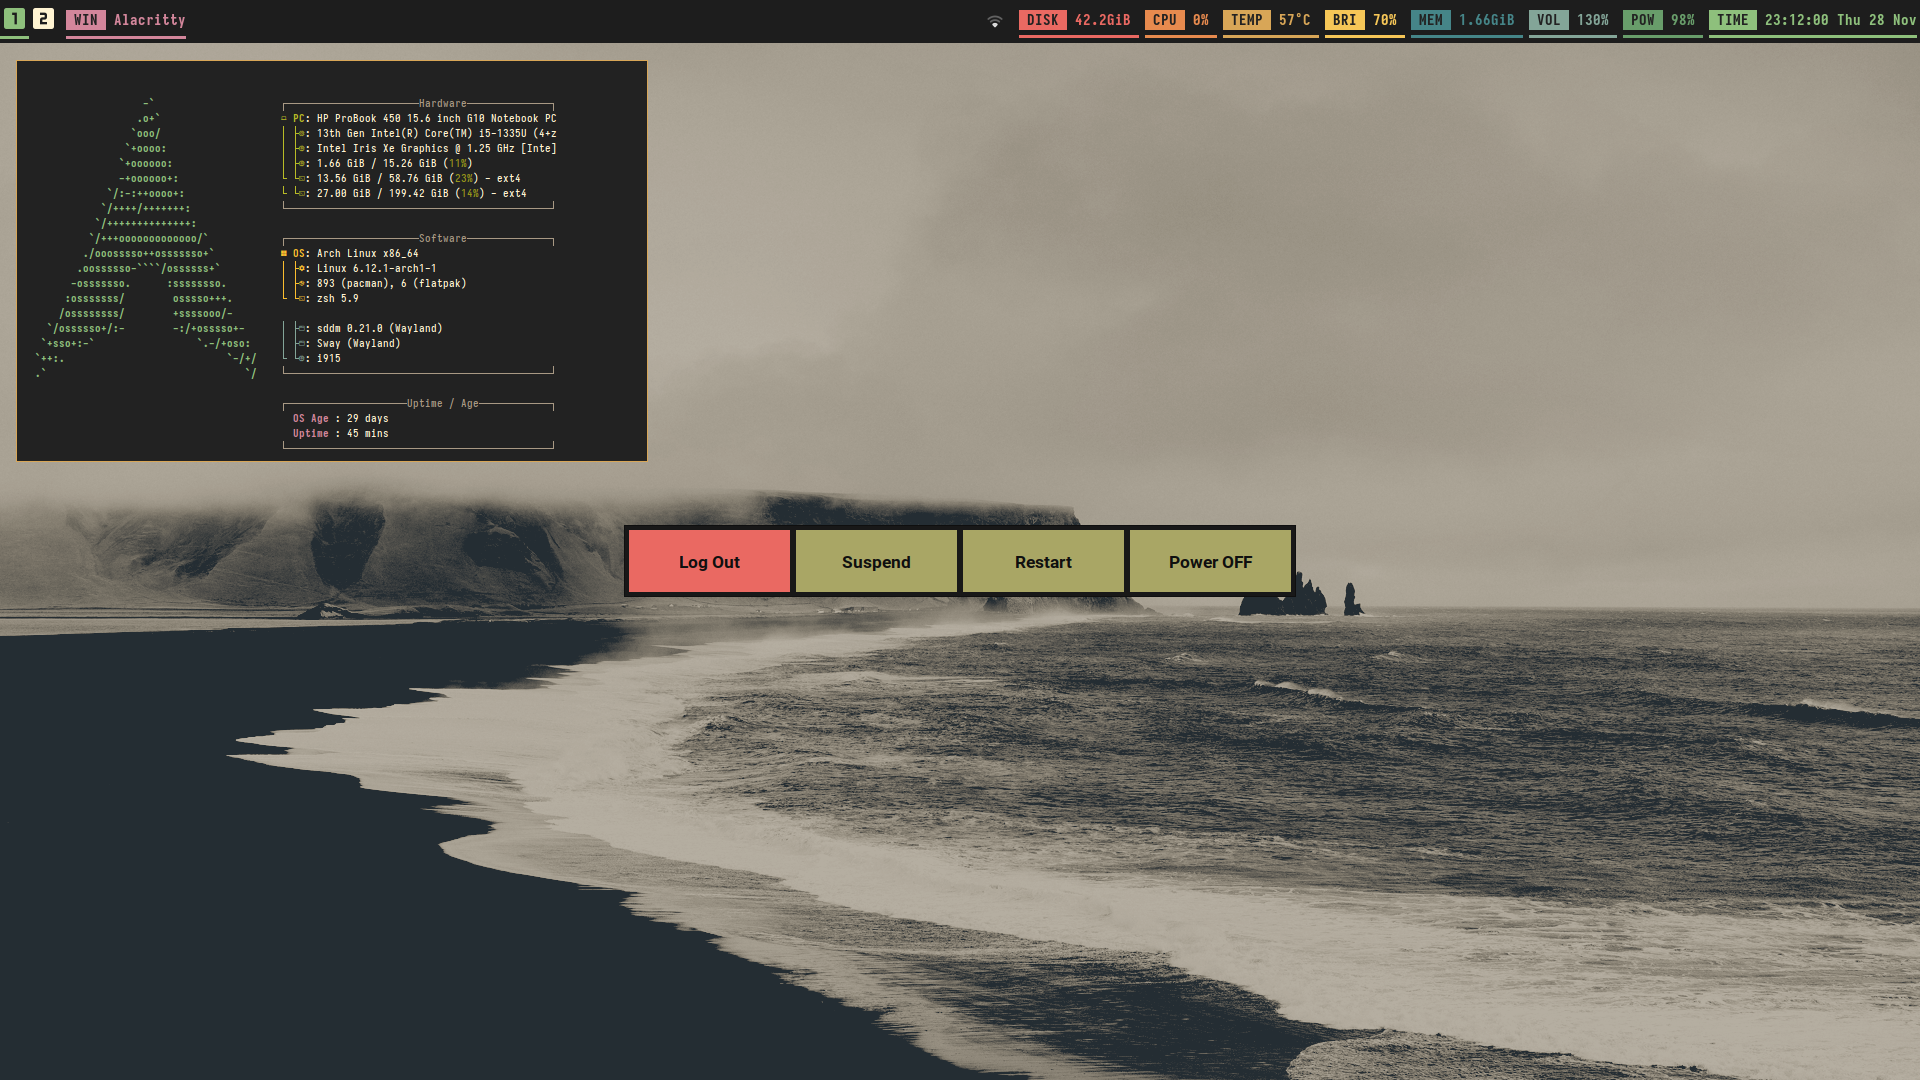 1 2 WIN Alacritty DISK 42.2GiB CPU 0% TEMP 57°C BRI 70% MEM 1.66GiB VOL 130% POW 98% TIME 23:12:00 Thu 28 Nov
Hardware
PC: HP ProBook 450 15.6 inch G10 Notebook PC
: 13th Gen Intel(R) Core(TM) i5-1335U (4+z
: Intel Iris Xe Graphics @ 1.25 GHz [Inte]
: 1.66 GiB / 15.26 GiB (11%)
: 13.56 GiB / 58.76 GiB (23%) - ext4
: 27.00 GiB / 199.42 GiB (14%) - ext4
Software
OS: Arch Linux x86_64
: Linux 6.12.1-arch1-1
: 893 (pacman), 6 (flatpak)
: zsh 5.9
: sddm 0.21.0 (Wayland)
: Sway (Wayland)
: i915
Uptime / Age
OS Age : 29 days
Uptime : 45 mins
Log Out Suspend Restart Power OFF